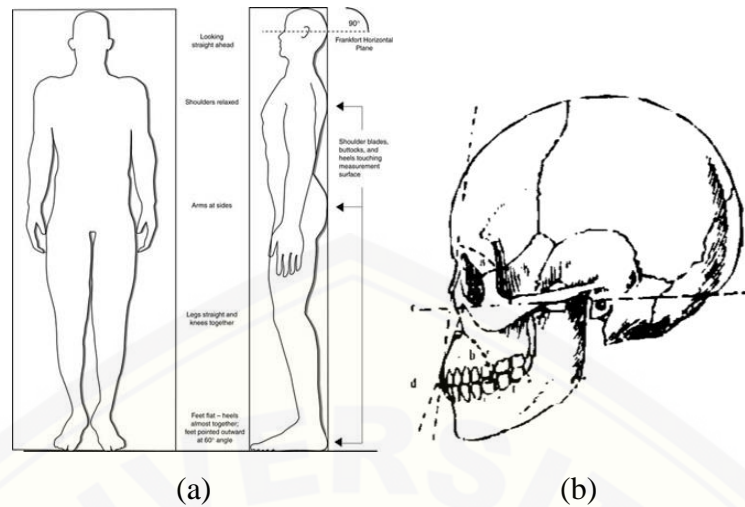 90°
Looking
straight ahead
Frankfort Horizontal
Plane
Shoulders relaxed
Shoulder blades,
buttocks, and
heels touching
measurement
surface
Arms at sides
Legs straight and
knees together
Feet flat – heels
almost together;
feet pointed outward
at 60° angle
a
b
d
(a)
(b)